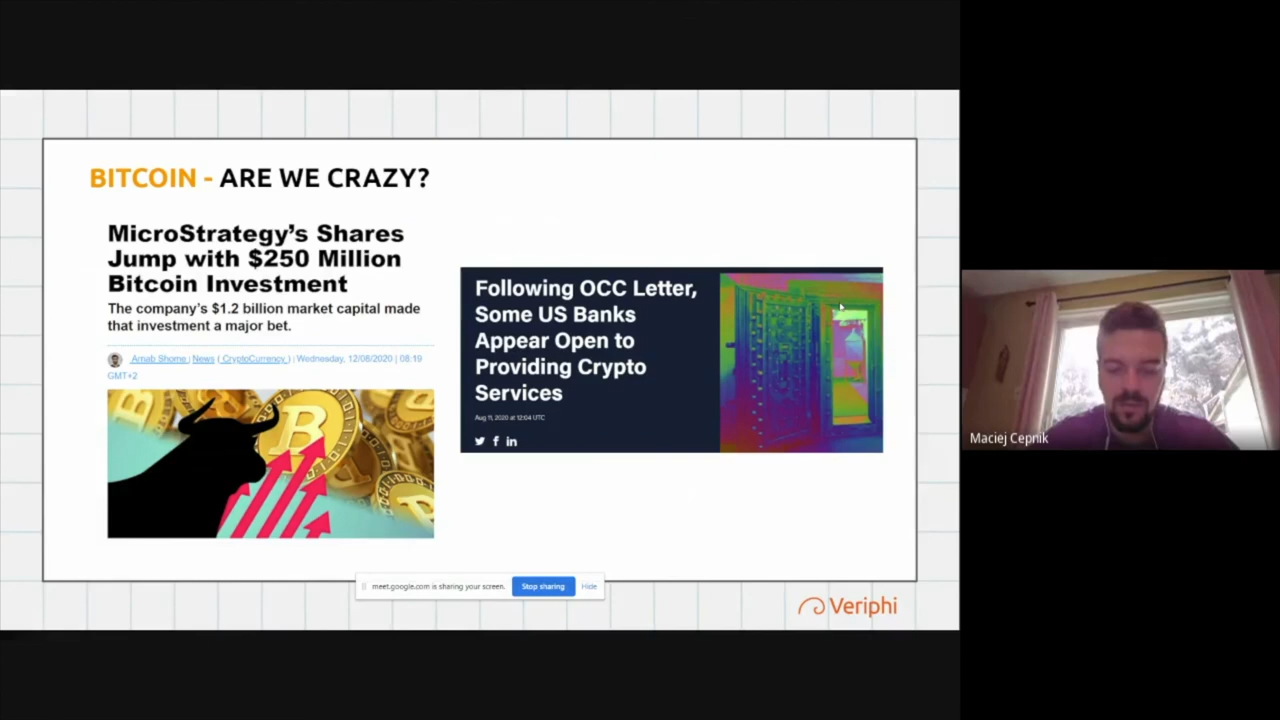 BITCOIN - ARE WE CRAZY?
MicroStrategy's Shares
Jump with $250 Million
Bitcoin Investment
The company's $1.2 billion market capital made
that investment a major bet.
Arnab Shome | News ( CryptoCurrency ) | Wednesday, 12/08/2020 | 08:19
GMT+2
Following OCC Letter,
Some US Banks
Appear Open to
Providing Crypto
Services
Aug 11, 2020 at 12:04 UTC
meet.google.com is sharing your screen.
Stop sharing
Hide
Veriphi
Maciej Cepnik